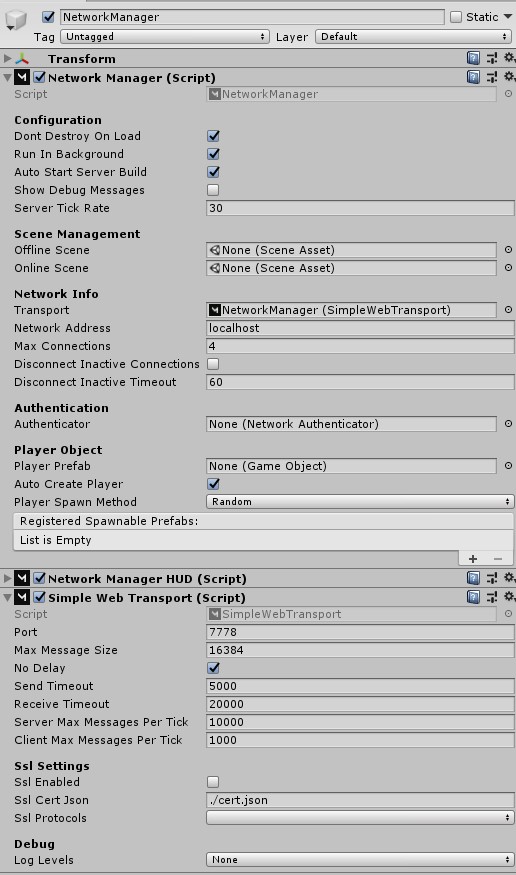 NetworkManager Static
Tag Untagged Layer Default
Transform
Network Manager (Script)
Script NetworkManager
Configuration
Dont Destroy On Load
Run In Background
Auto Start Server Build
Show Debug Messages
Server Tick Rate 30
Scene Management
Offline Scene None (Scene Asset)
Online Scene None (Scene Asset)
Network Info
Transport NetworkManager (SimpleWebTransport)
Network Address localhost
Max Connections 4
Disconnect Inactive Connections
Disconnect Inactive Timeout 60
Authentication
Authenticator None (Network Authenticator)
Player Object
Player Prefab None (Game Object)
Auto Create Player
Player Spawn Method Random
Registered Spawnable Prefabs:
List is Empty
+ −
Network Manager HUD (Script)
Simple Web Transport (Script)
Script SimpleWebTransport
Port 7778
Max Message Size 16384
No Delay
Send Timeout 5000
Receive Timeout 20000
Server Max Messages Per Tick 10000
Client Max Messages Per Tick 1000
Ssl Settings
Ssl Enabled
Ssl Cert Json ./cert.json
Ssl Protocols
Debug
Log Levels None